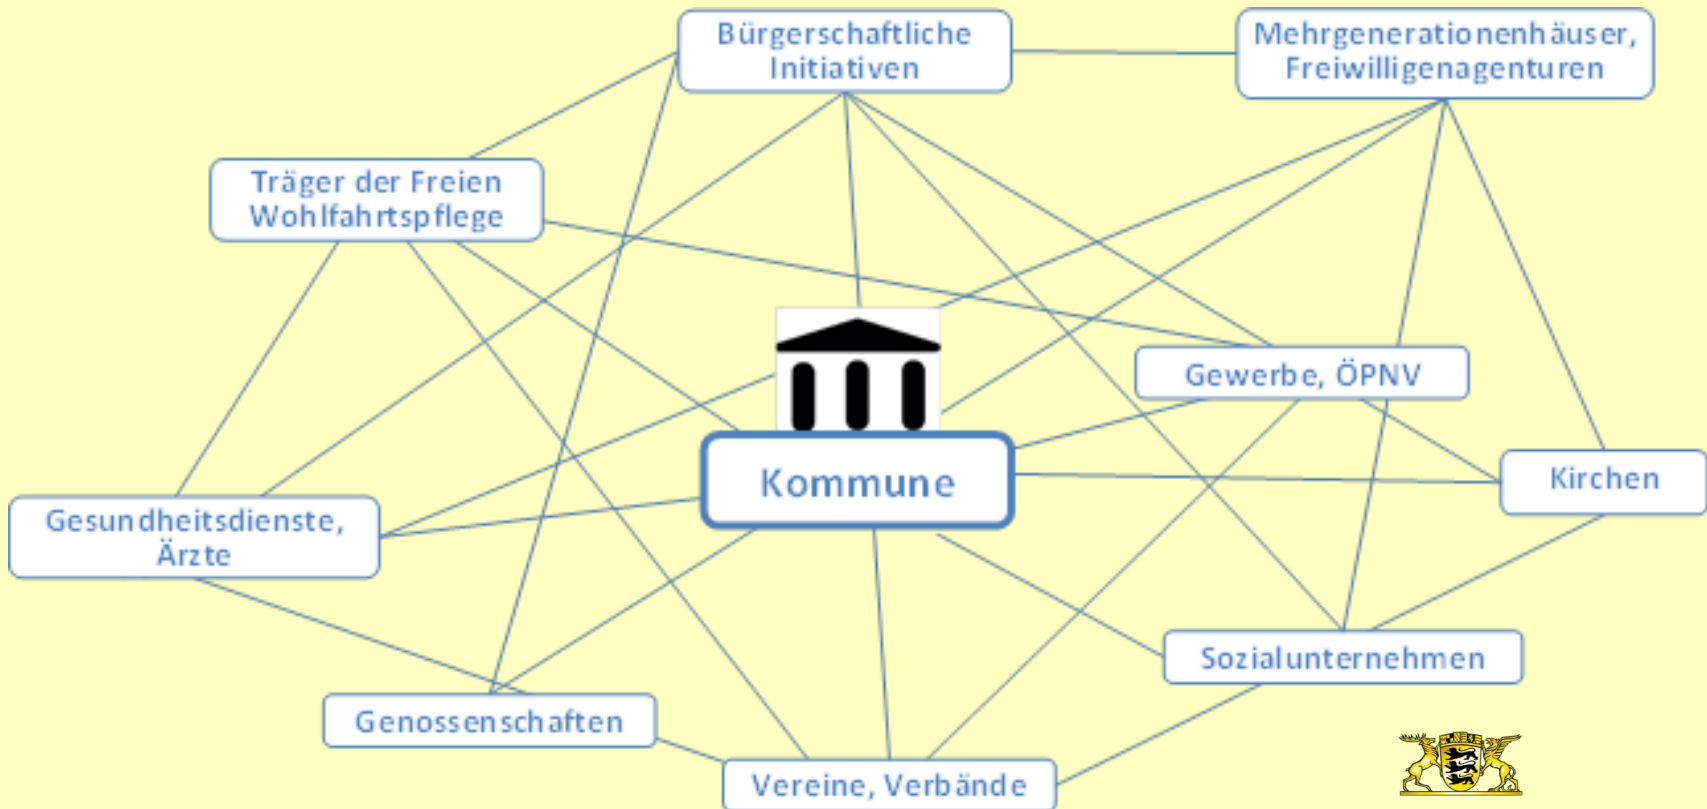 Bürgerschaftliche
Initiativen
Mehrgenerationenhäuser,
Freiwilligenagenturen
Träger der Freien
Wohlfahrtspflege
Gewerbe, ÖPNV
Kommune
Kirchen
Gesundheitsdienste,
Ärzte
Sozialunternehmen
Genossenschaften
Vereine, Verbände